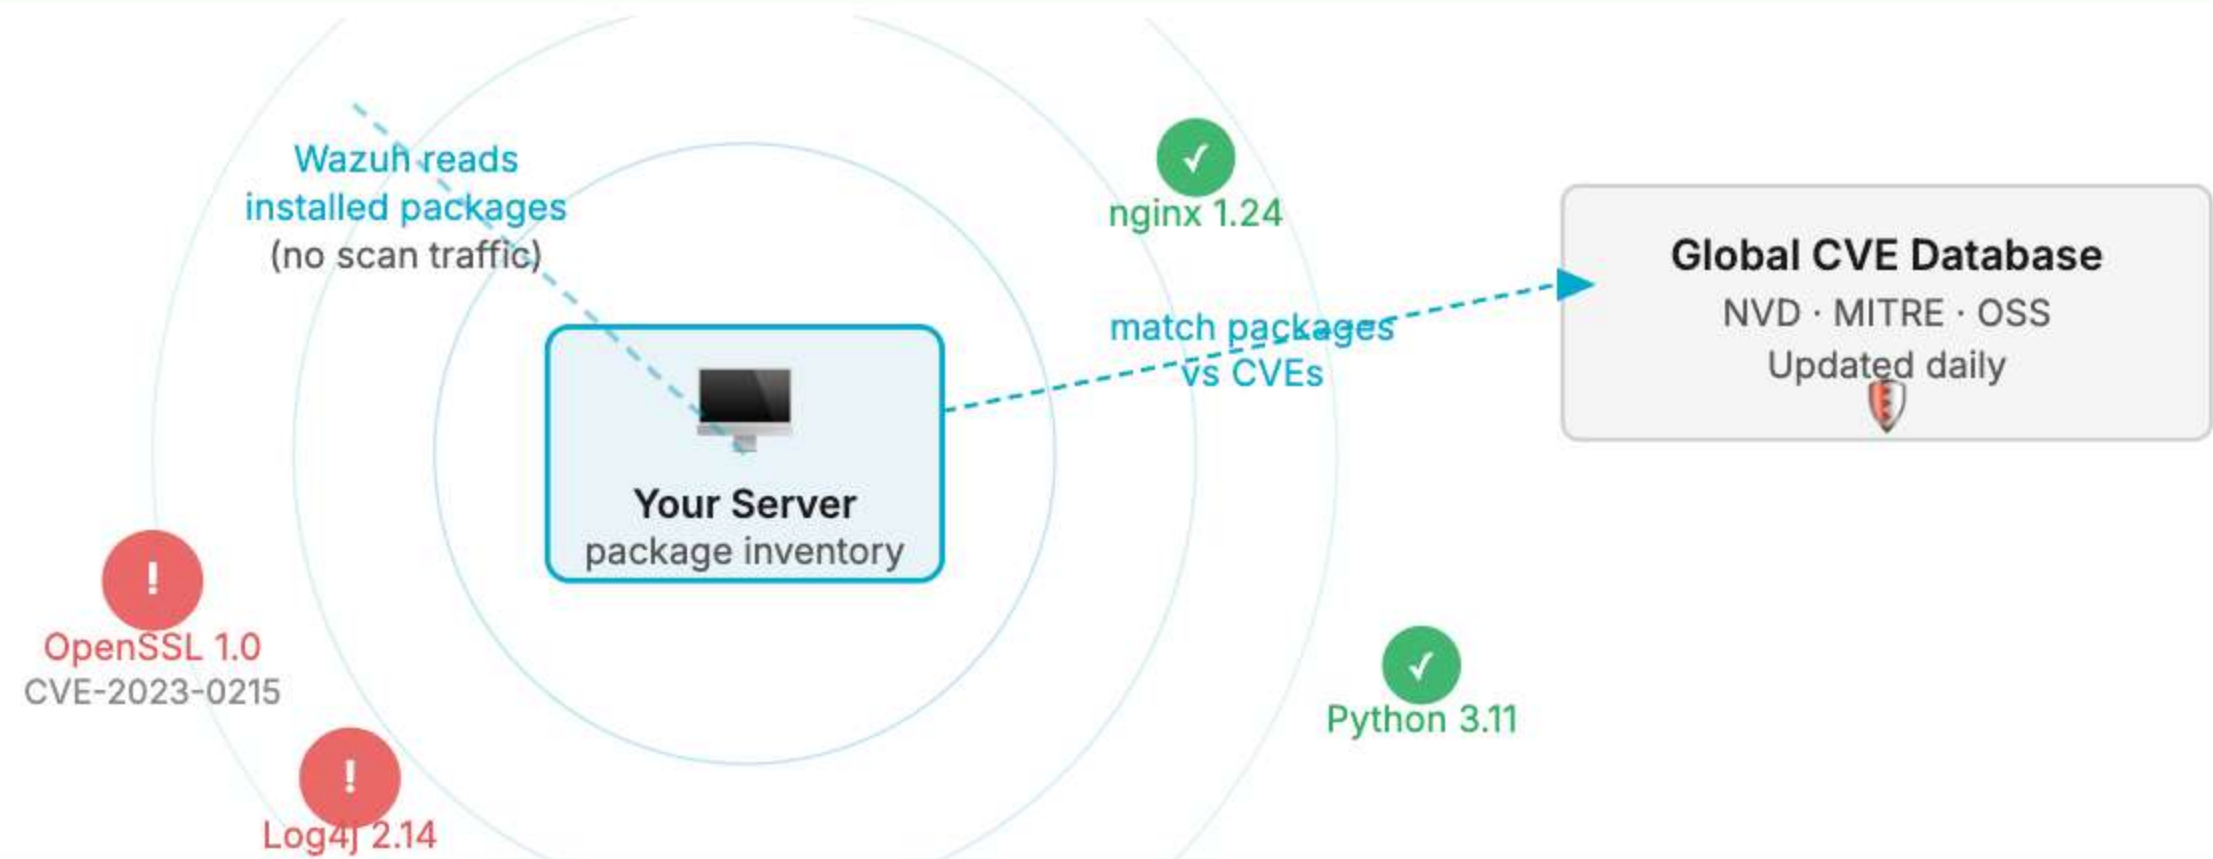 Wazuh reads
installed packages
(no scan traffic)
nginx 1.24
Global CVE Database
NVD · MITRE · OSS
Updated daily
match packages
vs CVEs
Your Server
package inventory
OpenSSL 1.0
CVE-2023-0215
Python 3.11
Log4j 2.14